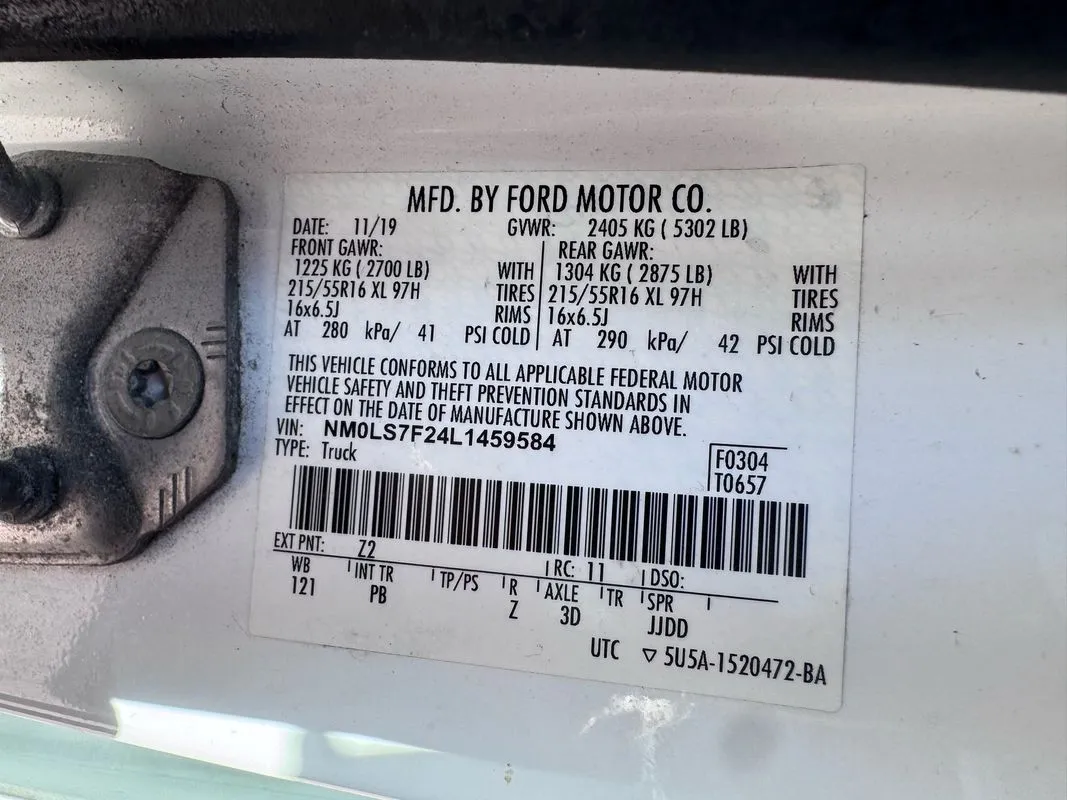 MFD. BY FORD MOTOR CO.
DATE: 11/19 GVWR: 2405 KG ( 5302 LB)
FRONT GAWR: REAR GAWR:
1225 KG ( 2700 LB) WITH 1304 KG ( 2875 LB) WITH
215/55R16 XL 97H TIRES 215/55R16 XL 97H TIRES
16x6.5J RIMS 16x6.5J RIMS
AT 280 kPa/ 41 PSI COLD AT 290 kPa/ 42 PSI COLD
THIS VEHICLE CONFORMS TO ALL APPLICABLE FEDERAL MOTOR
VEHICLE SAFETY AND THEFT PREVENTION STANDARDS IN
EFFECT ON THE DATE OF MANUFACTURE SHOWN ABOVE.
VIN: NM0LS7F24L1459584
TYPE: Truck
F0304
T0657
EXT PNT: Z2 RC: 11 DSO:
WB INT TR TP/PS R AXLE TR SPR
121 PB Z 3D JJDD
UTC ▽ 5U5A-1520472-BA